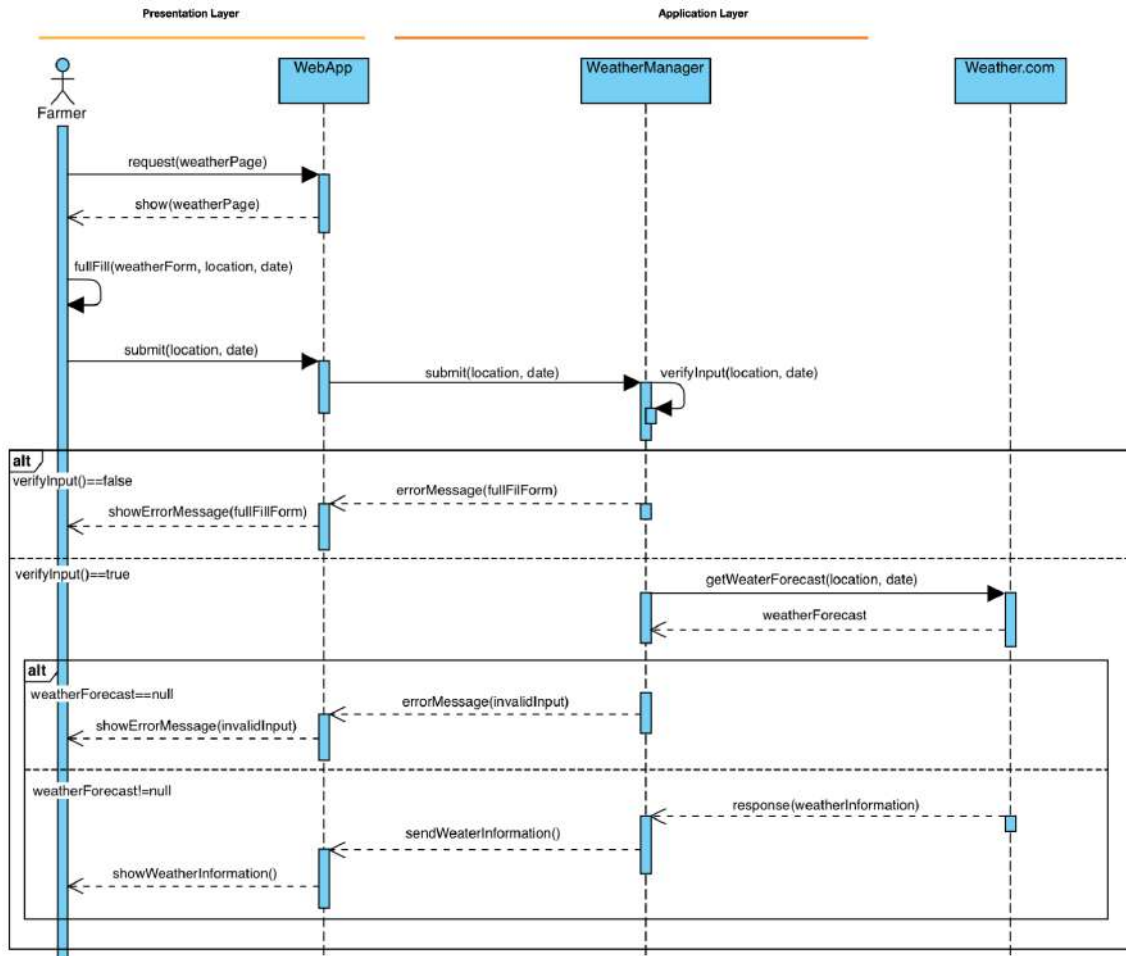 Presentation Layer
Application Layer
WebApp
WeatherManager
Weather.com
Farmer
request(weatherPage)
show(weatherPage)
fullFill(weatherForm, location, date)
submit(location, date)
submit(location, date)
verifyInput(location, date)
alt
verifyInput()==false
errorMessage(fullFilForm)
showErrorMessage(fullFillForm)
verifyInput()==true
getWeaterForecast(location, date)
weatherForecast
alt
weatherForecast==null
errorMessage(invalidInput)
showErrorMessage(invalidInput)
weatherForecast!=null
response(weatherInformation)
sendWeaterInformation()
showWeatherInformation()